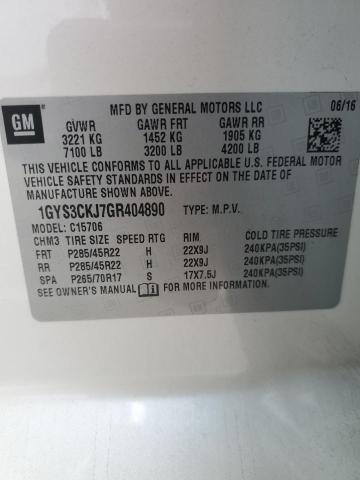 GM
MFD BY GENERAL MOTORS LLC 06/16
GVWR GAWR FRT GAWR RR
3221 KG 1452 KG 1905 KG
7100 LB 3200 LB 4200 LB
THIS VEHICLE CONFORMS TO ALL APPLICABLE U.S. FEDERAL MOTOR
VEHICLE SAFETY STANDARDS IN EFFECT ON THE DATE OF
MANUFACTURE SHOWN ABOVE.
1GYS3CKJ7GR404890 TYPE: M.P.V.
MODEL: C15706
CHM3 TIRE SIZE SPEED RTG RIM COLD TIRE PRESSURE
FRT P285/45R22 H 22X9J 240KPA(35PSI)
RR P285/45R22 H 22X9J 240KPA(35PSI)
SPA P265/70R17 S 17X7.5J 240KPA(35PSI)
SEE OWNER'S MANUAL